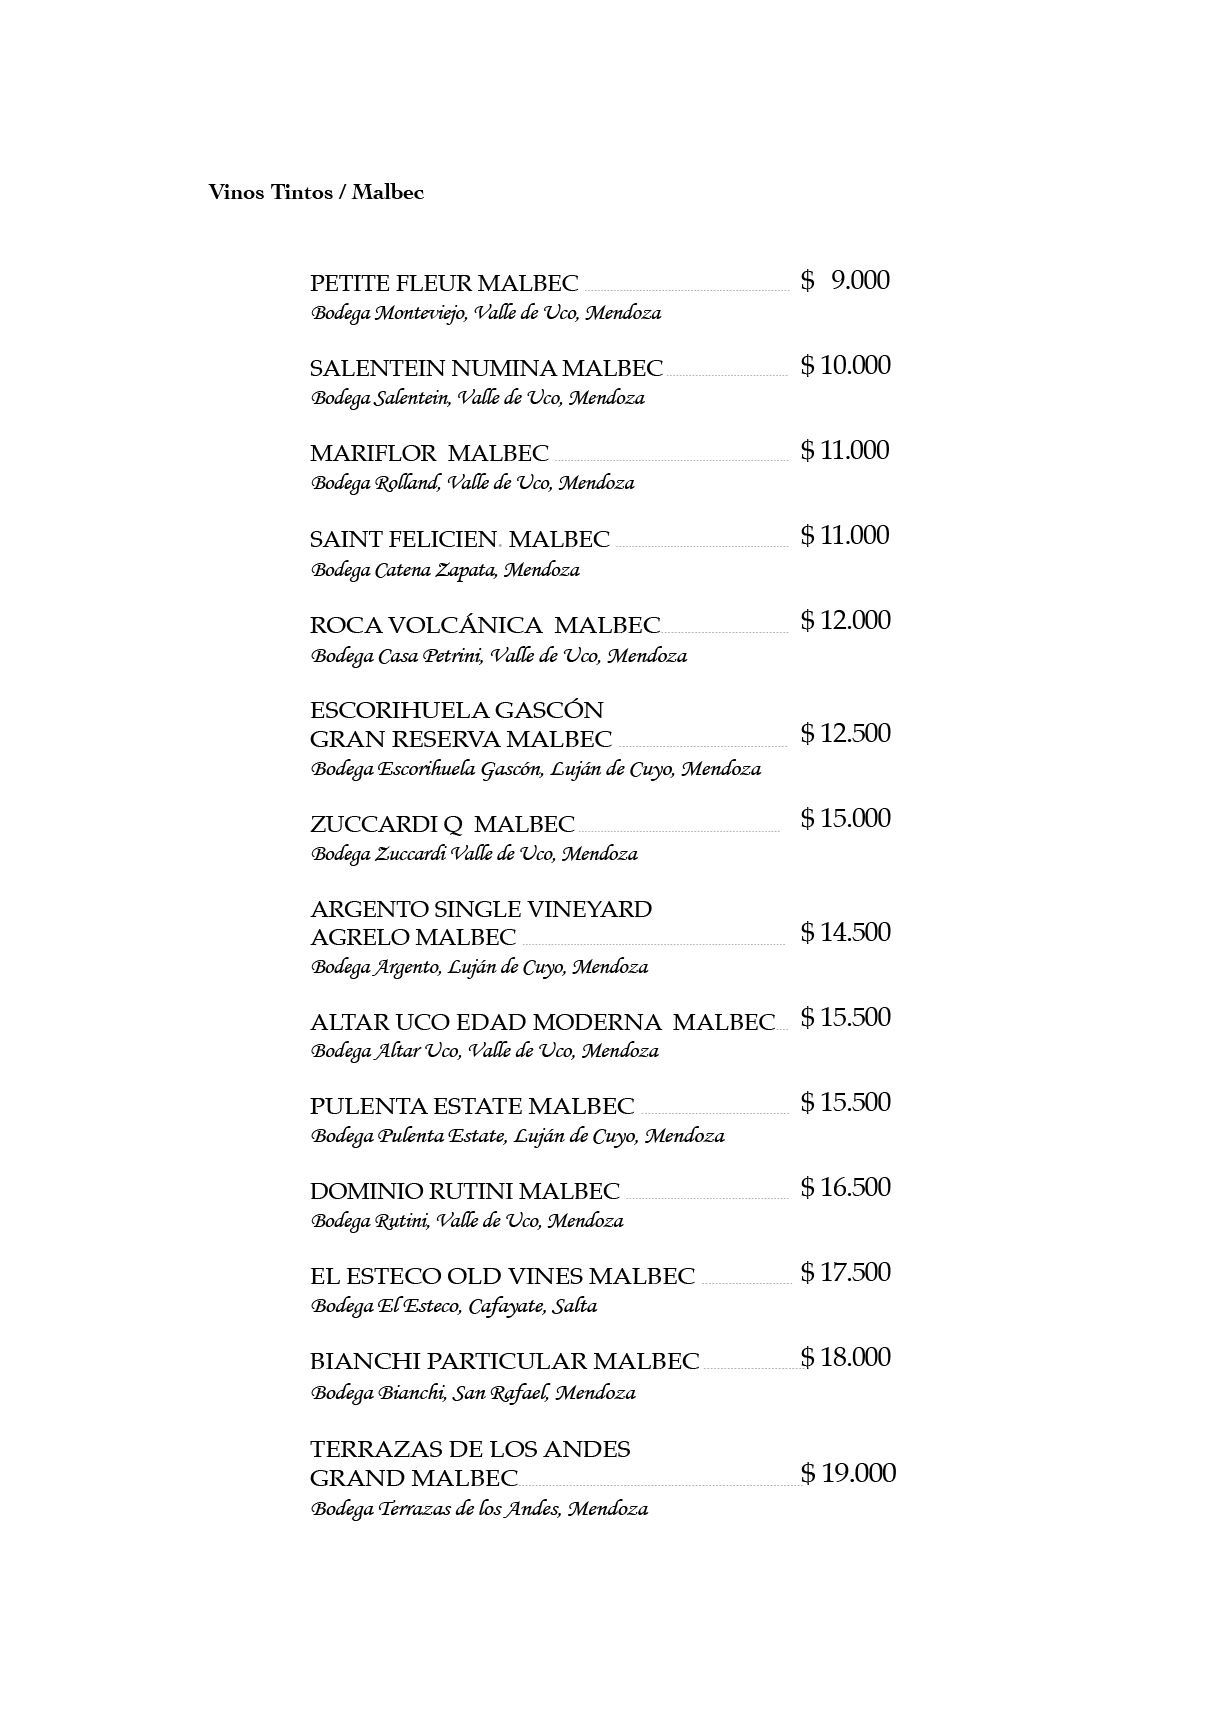 Vinos Tintos / Malbec
PETITE FLEUR MALBEC $ 9.000
Bodega Monteviejo, Valle de Uco, Mendoza
SALENTEIN NUMINA MALBEC $ 10.000
Bodega Salentein, Valle de Uco, Mendoza
MARIFLOR MALBEC $ 11.000
Bodega Rolland, Valle de Uco, Mendoza
SAINT FELICIEN. MALBEC $ 11.000
Bodega Catena Zapata, Mendoza
ROCA VOLCÁNICA MALBEC $ 12.000
Bodega Casa Petrini, Valle de Uco, Mendoza
ESCORIHUELA GASCÓN
GRAN RESERVA MALBEC $ 12.500
Bodega Escorihuela Gascón, Luján de Cuyo, Mendoza
ZUCCARDI Q MALBEC $ 15.000
Bodega Zuccardi Valle de Uco, Mendoza
ARGENTO SINGLE VINEYARD
AGRELO MALBEC $ 14.500
Bodega Argento, Luján de Cuyo, Mendoza
ALTAR UCO EDAD MODERNA MALBEC $ 15.500
Bodega Altar Uco, Valle de Uco, Mendoza
PULENTA ESTATE MALBEC $ 15.500
Bodega Pulenta Estate, Luján de Cuyo, Mendoza
DOMINIO RUTINI MALBEC $ 16.500
Bodega Rutini, Valle de Uco, Mendoza
EL ESTECO OLD VINES MALBEC $ 17.500
Bodega El Esteco, Cafayate, Salta
BIANCHI PARTICULAR MALBEC $ 18.000
Bodega Bianchi, San Rafael, Mendoza
TERRAZAS DE LOS ANDES
GRAND MALBEC $ 19.000
Bodega Terrazas de los Andes, Mendoza